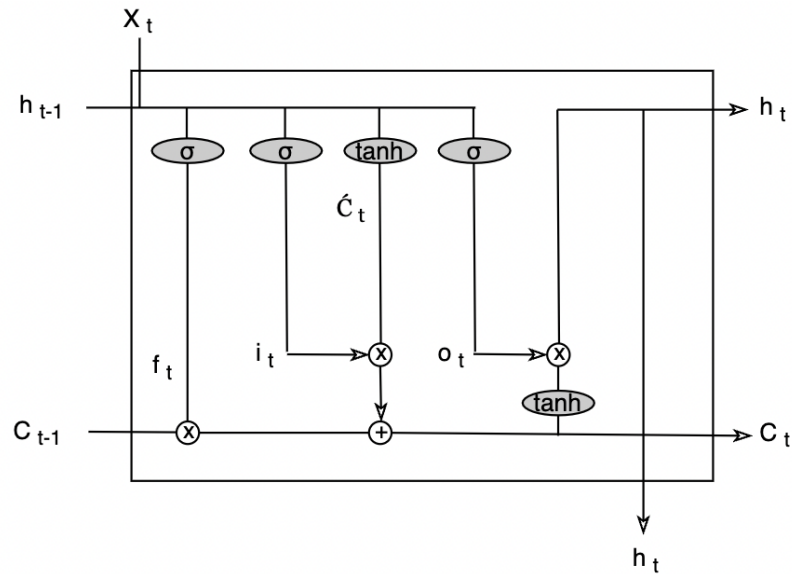 X t
h t-1
h t
σ σ tanh σ
Ć t
f t
i t
x
o t
x
tanh
C t-1
x
+
C t
h t